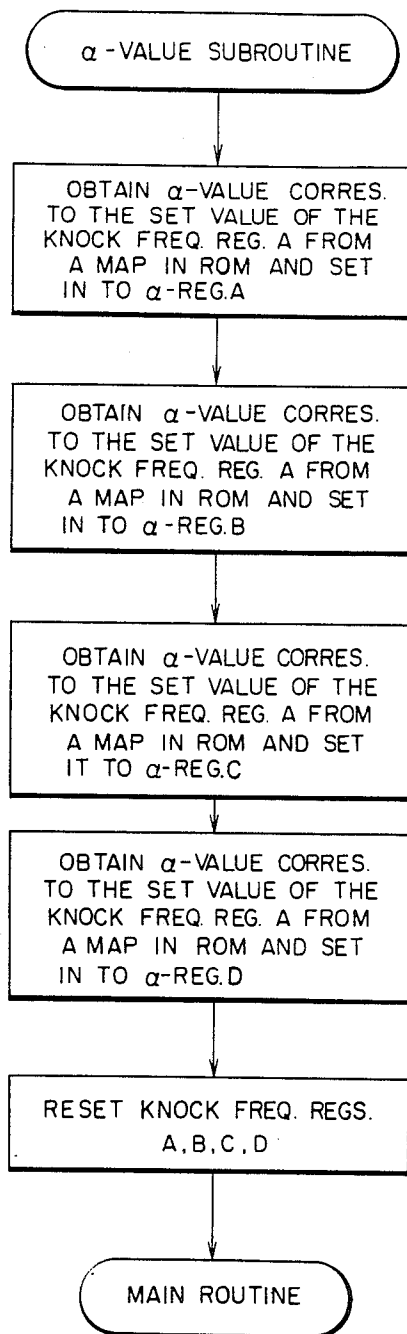 α-VALUE SUBROUTINE
OBTAIN α-VALUE CORRES.
TO THE SET VALUE OF THE
KNOCK FREQ. REG. A FROM
A MAP IN ROM AND SET
IN TO α-REG.A
OBTAIN α-VALUE CORRES.
TO THE SET VALUE OF THE
KNOCK FREQ. REG. A FROM
A MAP IN ROM AND SET
IN TO α-REG.B
OBTAIN α-VALUE CORRES.
TO THE SET VALUE OF THE
KNOCK FREQ. REG. A FROM
A MAP IN ROM AND SET
IT TO α-REG.C
OBTAIN α-VALUE CORRES.
TO THE SET VALUE OF THE
KNOCK FREQ. REG. A FROM
A MAP IN ROM AND SET
IN TO α-REG.D
RESET KNOCK FREQ. REGS.
A, B, C, D
MAIN ROUTINE